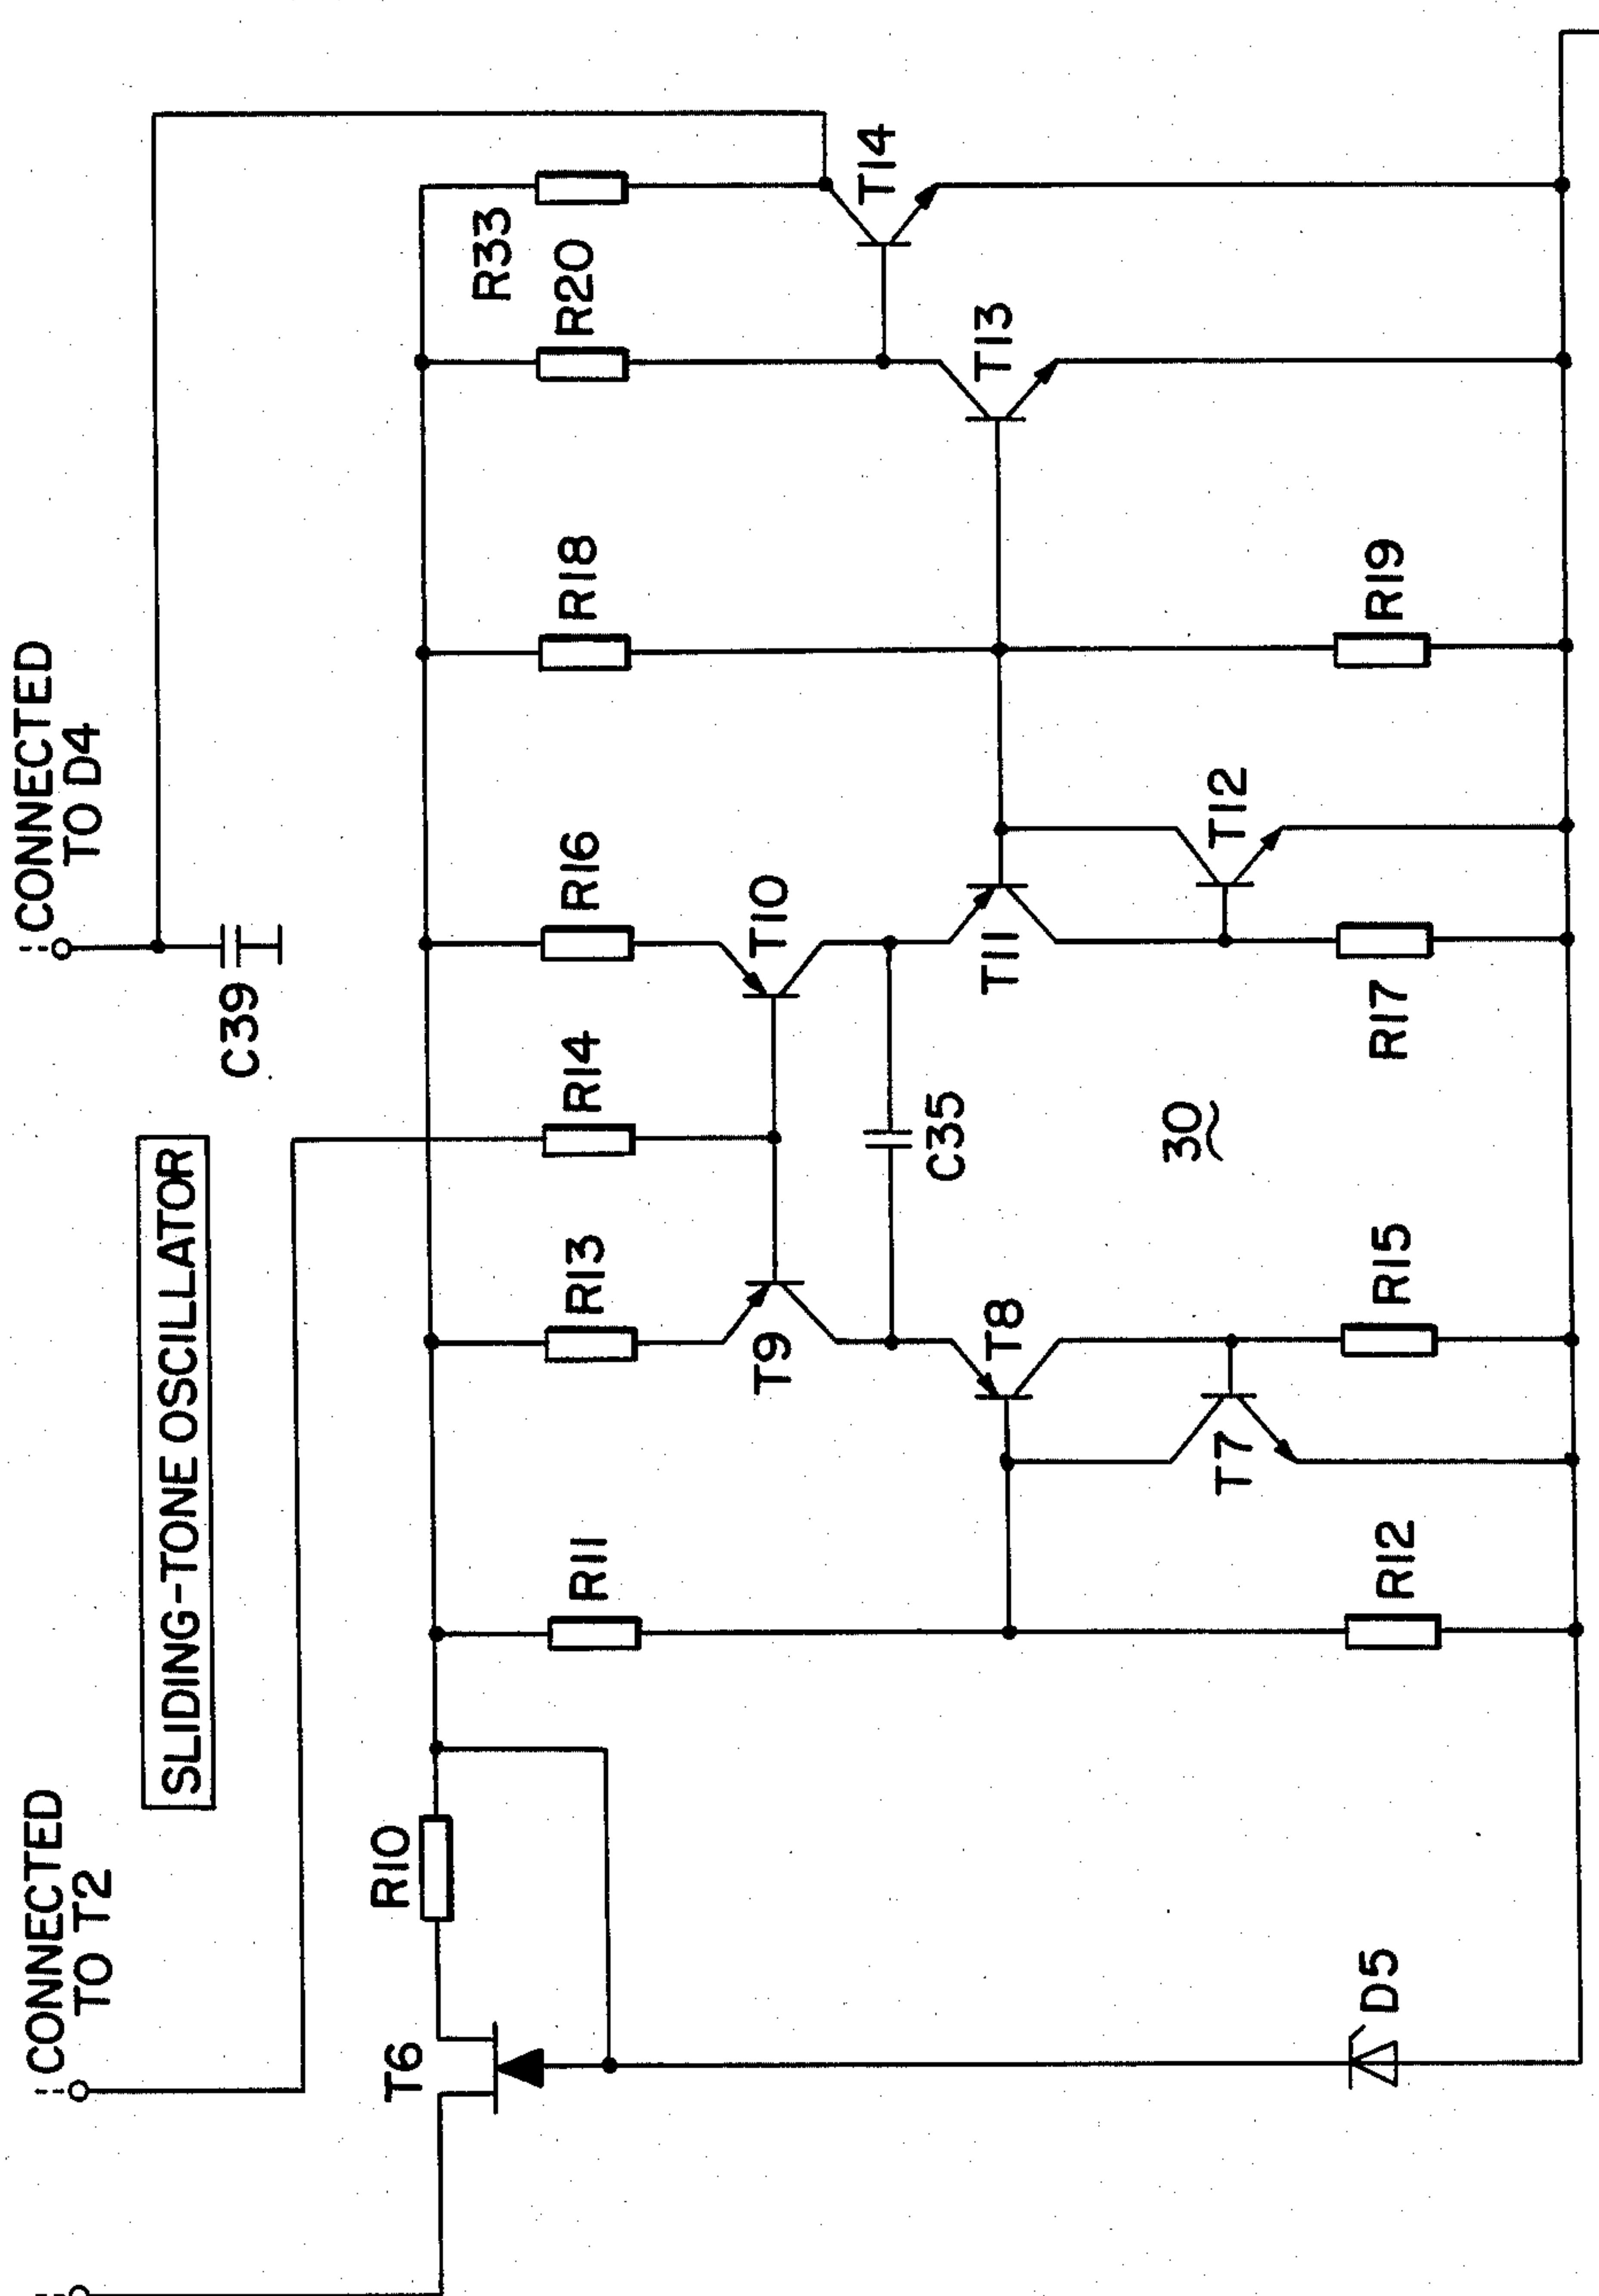 CONNECTED
TO T2
CONNECTED
TO D4
SLIDING-TONE OSCILLATOR
C39
T6
R10
R11
R13
R14
R16
R18
R20
R33
T9
T10
C35
T8
T11
T13
T14
30
T7
T12
D5
R12
R15
R17
R19